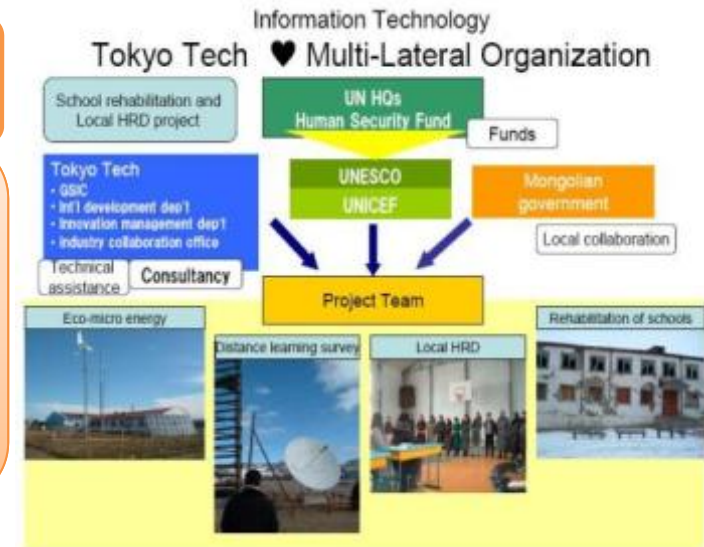 Information Technology
Tokyo Tech ♥ Multi-Lateral Organization
School rehabilitation and
Local HRD project
UN HQs
Human Security Fund
Funds
Tokyo Tech
• GSIC
• Int'l development dep't
• Innovation management dep't
• Industry collaboration office
UNESCO
UNICEF
Mongolian
government
Local collaboration
Technical
assistance
Consultancy
Project Team
Eco-micro energy
Distance learning survey
Local HRD
Rehabilitation of schools